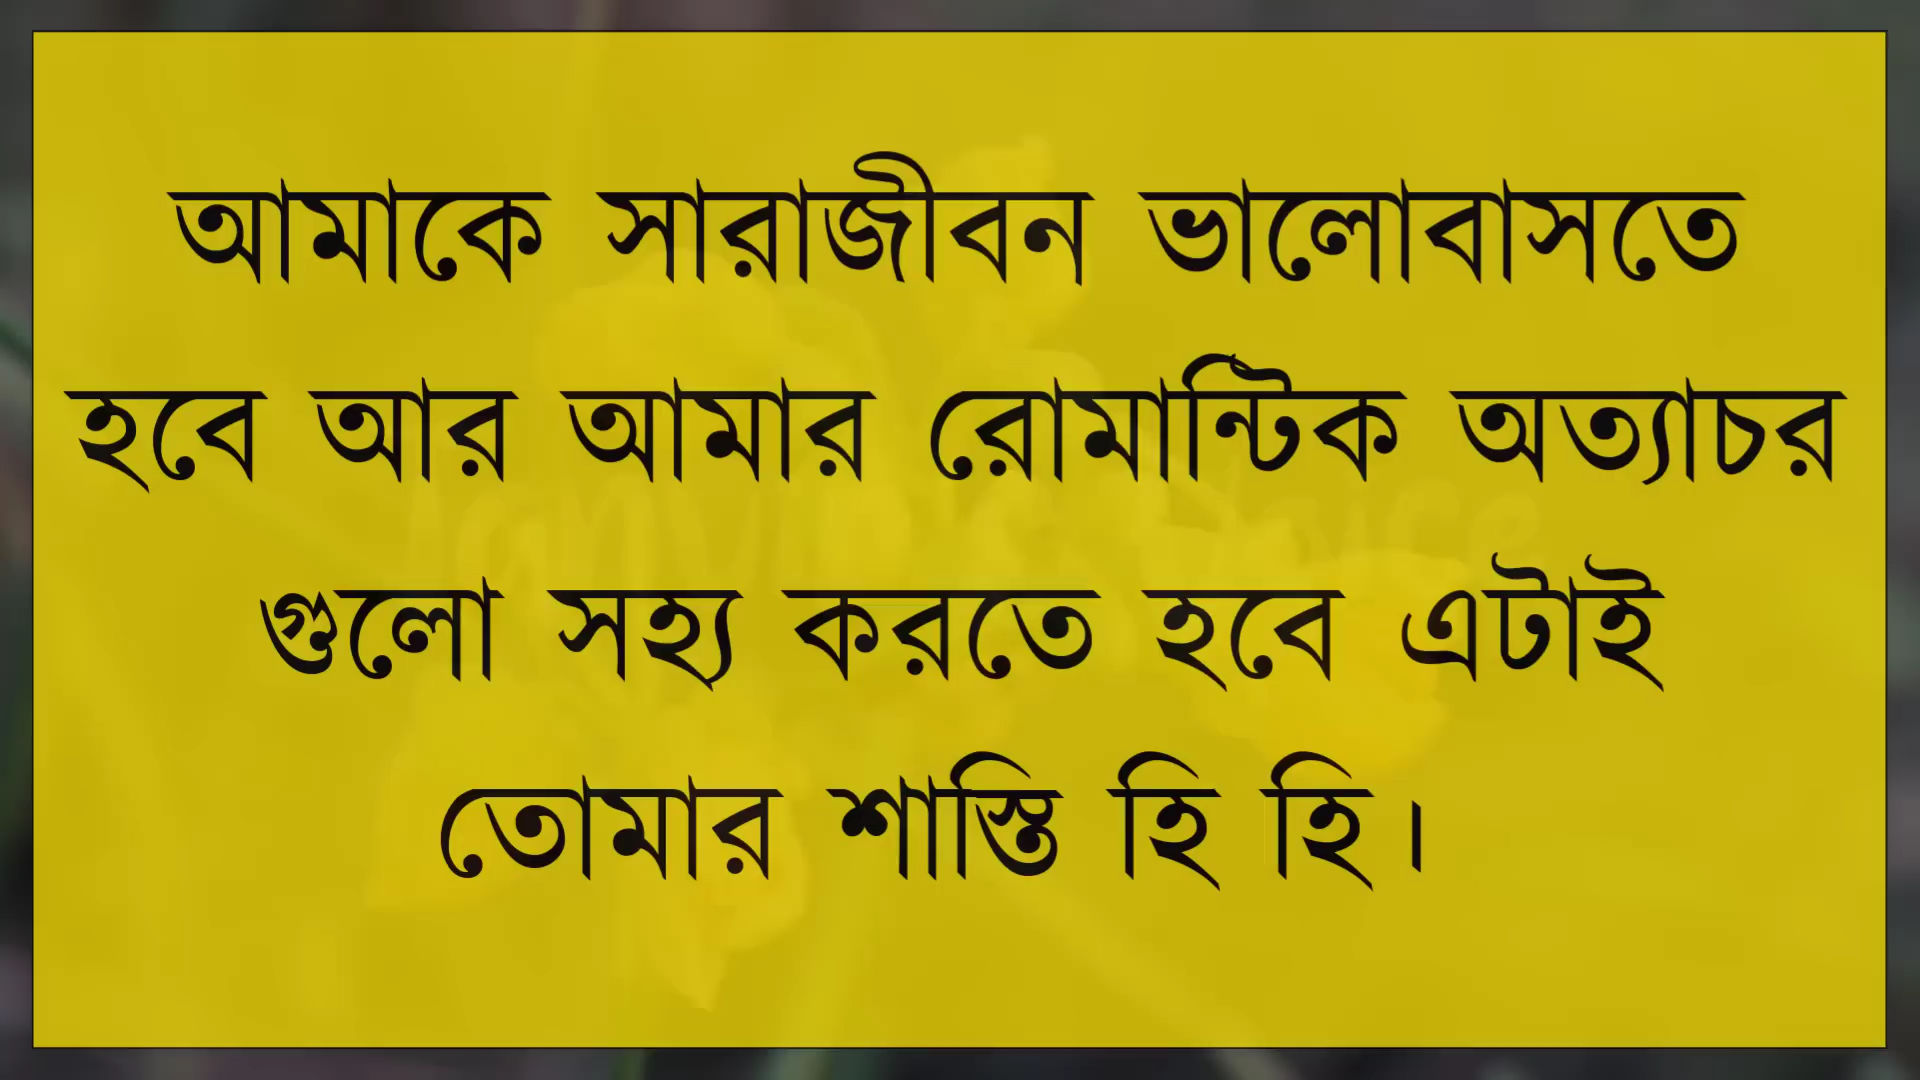 আমাকে সারাজীবন ভালোবাসতে
হবে আর আমার রোমান্টিক অত্যাচর
গুলো সহ্য করতে হবে এটাই
তোমার শাস্তি হি হি।